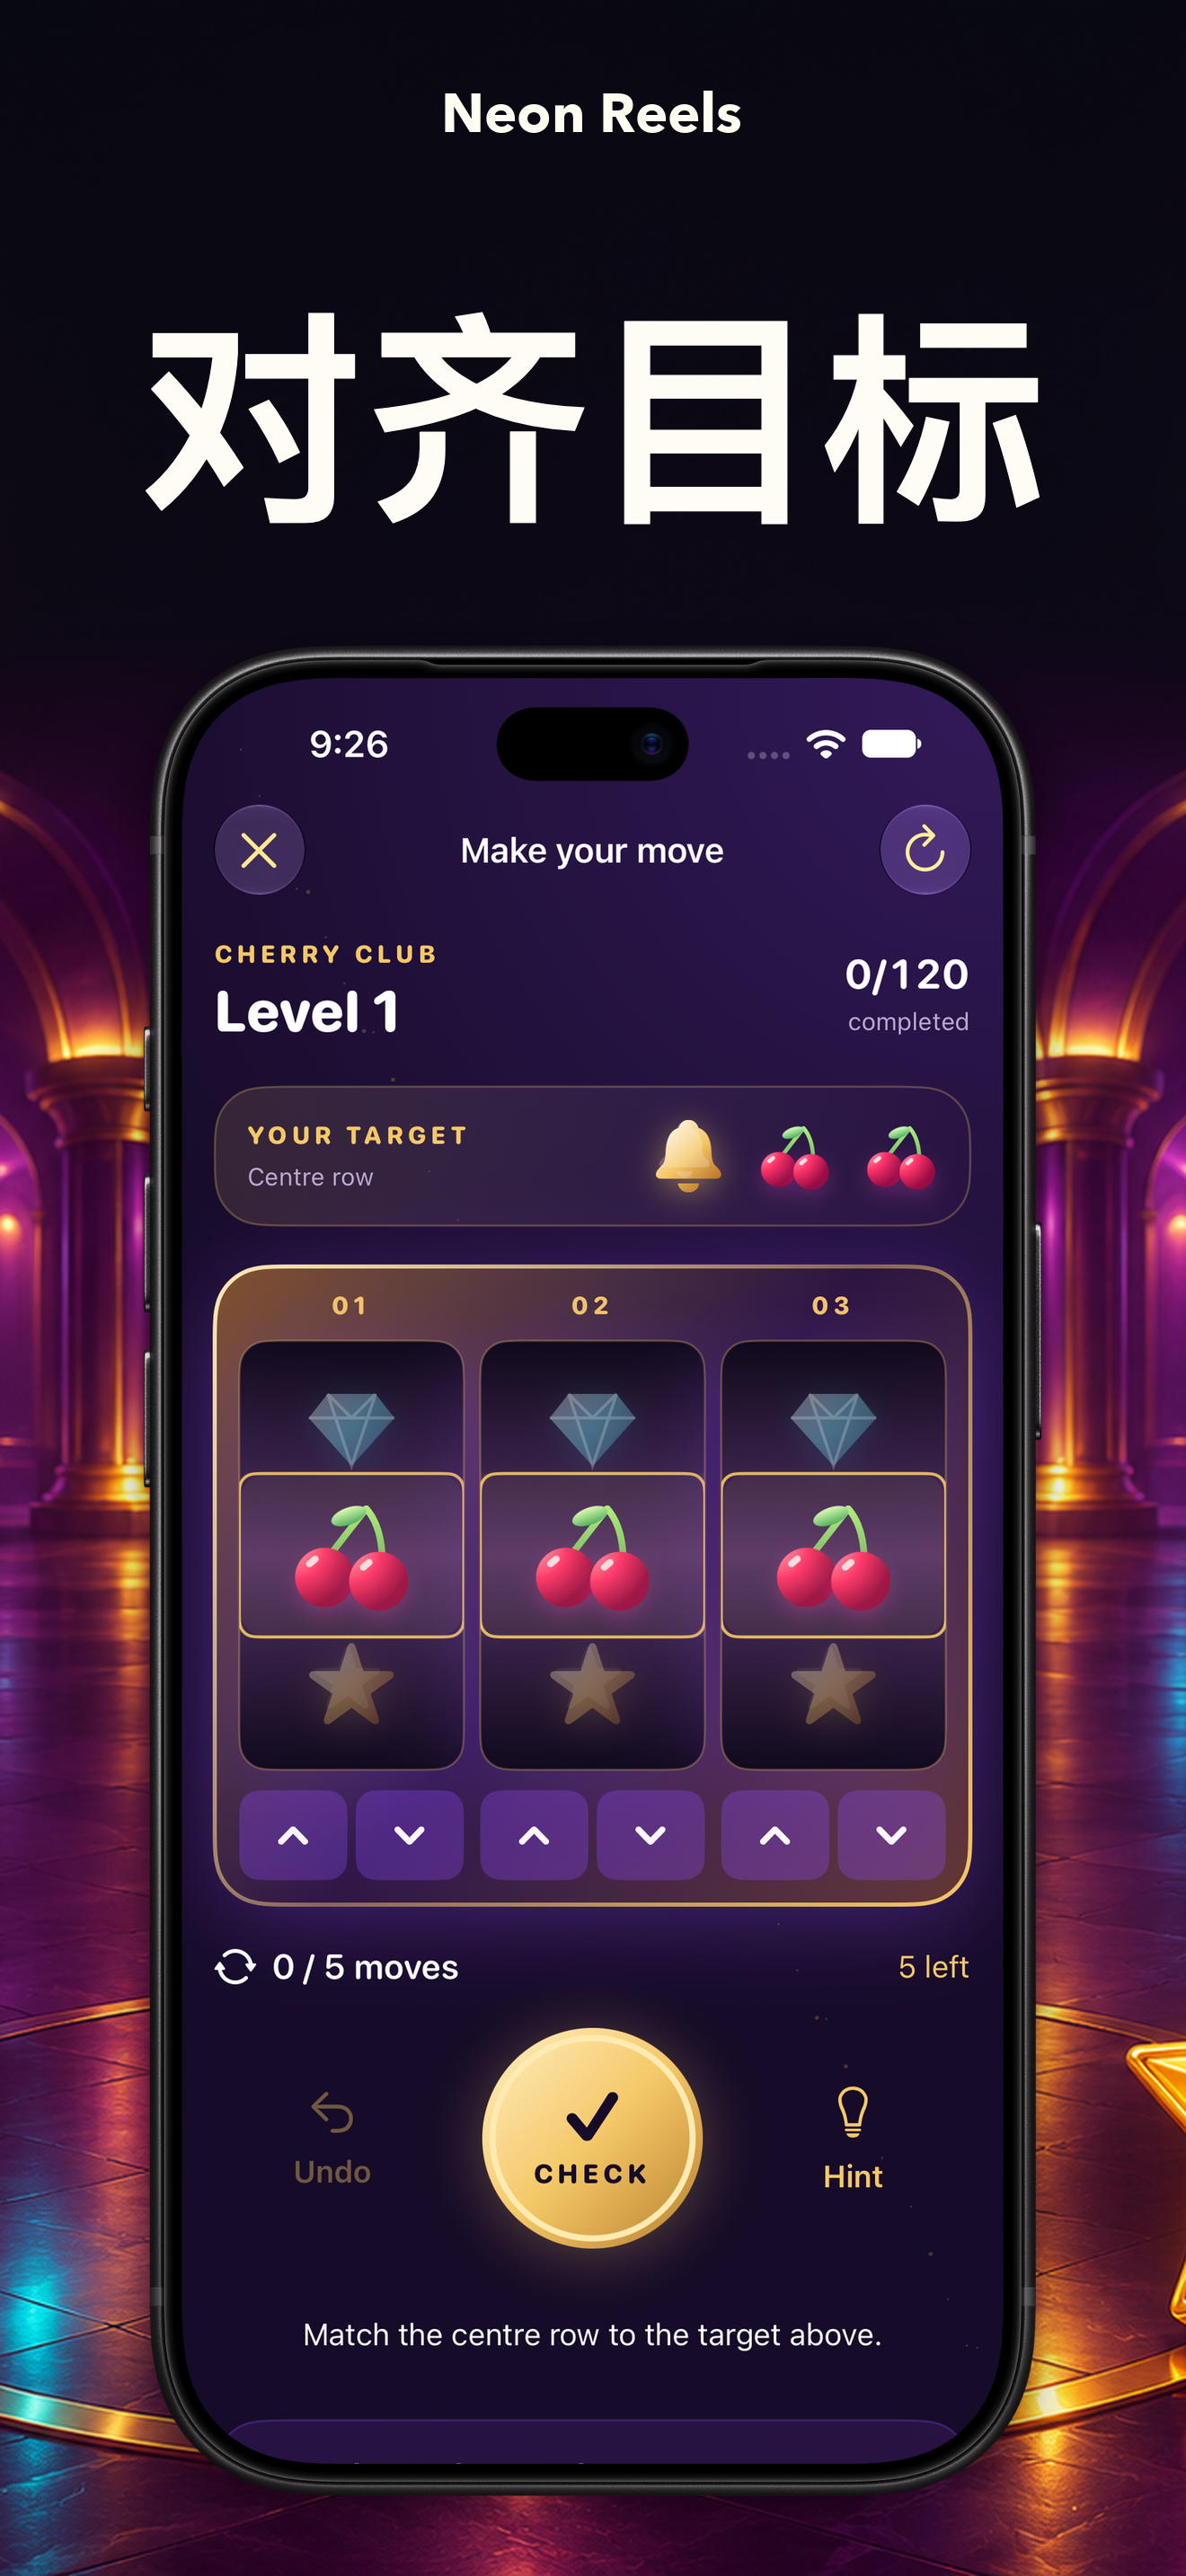 Neon Reels
对齐目标
9:26
Make your move
CHERRY CLUB
Level 1
0/120
completed
YOUR TARGET
Centre row
01 02 03
0 / 5 moves
5 left
Undo
CHECK
Hint
Match the centre row to the target above.